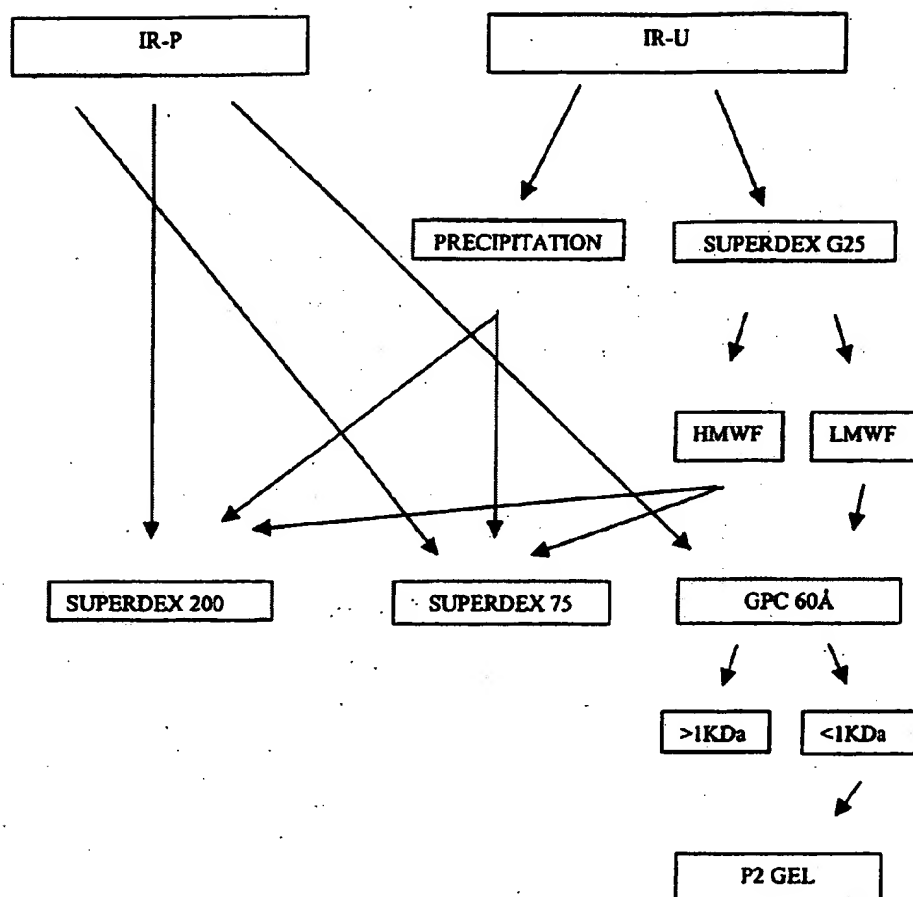 IR-P
IR-U
PRECIPITATION
SUPERDEX G25
HMWF
LMWF
SUPERDEX 200
SUPERDEX 75
GPC 60Å
>1KDa
<1KDa
P2 GEL